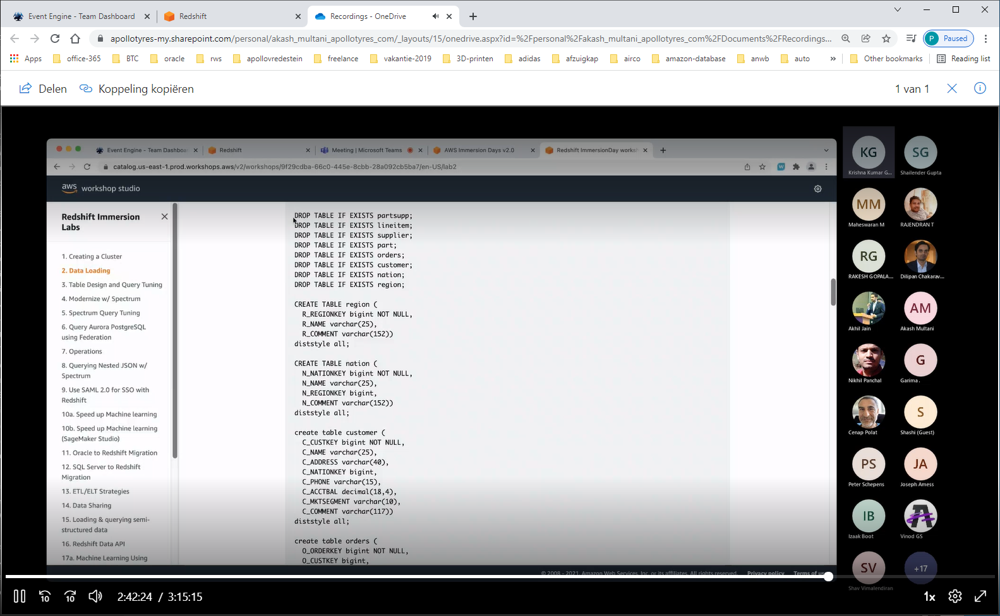 Event Engine - Team Dashboard
Redshift
Recordings - OneDrive
apollotyres-my.sharepoint.com/personal/akash_multani_apollotyres_com/_layouts/15/onedrive.aspx?id=%2Fpersonal%2Fakash_multani_apollotyres_com%2FDocuments%2FRecordings...
P Paused
Apps office-365 BTC oracle rws apollovredestein freelance vakantie-2019 3D-printen adidas afzuigkap airco amazon-database anwb auto » Other bookmarks Reading list
Delen Koppeling kopiëren
1 van 1
Event Engine - Team Dashboa
Redshift
Meeting | Microsoft Teams
AWS Immersion Days v2.0
Redshift ImmersionDay works
catalog.us-east-1.prod.workshops.aws/v2/workshops/9f29cdba-66c0-445e-8cbb-28a092cb5ba7/en-US/lab2
aws workshop studio
Redshift Immersion
Labs
1. Creating a Cluster
2. Data Loading
3. Table Design and Query Tuning
4. Modernize w/ Spectrum
5. Spectrum Query Tuning
6. Query Aurora PostgreSQL
using Federation
7. Operations
8. Querying Nested JSON w/
Spectrum
9. Use SAML 2.0 for SSO with
Redshift
10a. Speed up Machine learning
10b. Speed up Machine learning
(SageMaker Studio)
11. Oracle to Redshift Migration
12. SQL Server to Redshift
Migration
13. ETL/ELT Strategies
14. Data Sharing
15. Loading & querying semi-
structured data
16. Redshift Data API
17a. Machine Learning Using
DROP TABLE IF EXISTS partsupp;
DROP TABLE IF EXISTS lineitem;
DROP TABLE IF EXISTS supplier;
DROP TABLE IF EXISTS part;
DROP TABLE IF EXISTS orders;
DROP TABLE IF EXISTS customer;
DROP TABLE IF EXISTS nation;
DROP TABLE IF EXISTS region;
CREATE TABLE region (
R_REGIONKEY bigint NOT NULL,
R_NAME varchar(25),
R_COMMENT varchar(152))
diststyle all;
CREATE TABLE nation (
N_NATIONKEY bigint NOT NULL,
N_NAME varchar(25),
N_REGIONKEY bigint,
N_COMMENT varchar(152))
diststyle all;
create table customer (
C_CUSTKEY bigint NOT NULL,
C_NAME varchar(25),
C_ADDRESS varchar(40),
C_NATIONKEY bigint,
C_PHONE varchar(15),
C_ACCTBAL decimal(18,4),
C_MKTSEGMENT varchar(10),
C_COMMENT varchar(117))
diststyle all;
create table orders (
O_ORDERKEY bigint NOT NULL,
O_CUSTKEY bigint,
© 2008 - 2021, Amazon Web Services, Inc. or its affiliates. All rights reserved. Privacy policy Terms of us
KG SG
Krishna Kumar G... Shailender Gupta
MM
Maheswaran M RAJENDRAN T
RG
RAKESH GOPALA... Dilipan Chakarav...
AM
Akhil Jain Akash Multani
G
Nikhil Panchal Garima .
S
Cenap Polat Shashi (Guest)
PS JA
Peter Schepens Joseph Amess
IB
Izaak Boot Vinod GS
SV +17
Shav Vimalendiran
10 10 2:42:24 / 3:15:15 1x